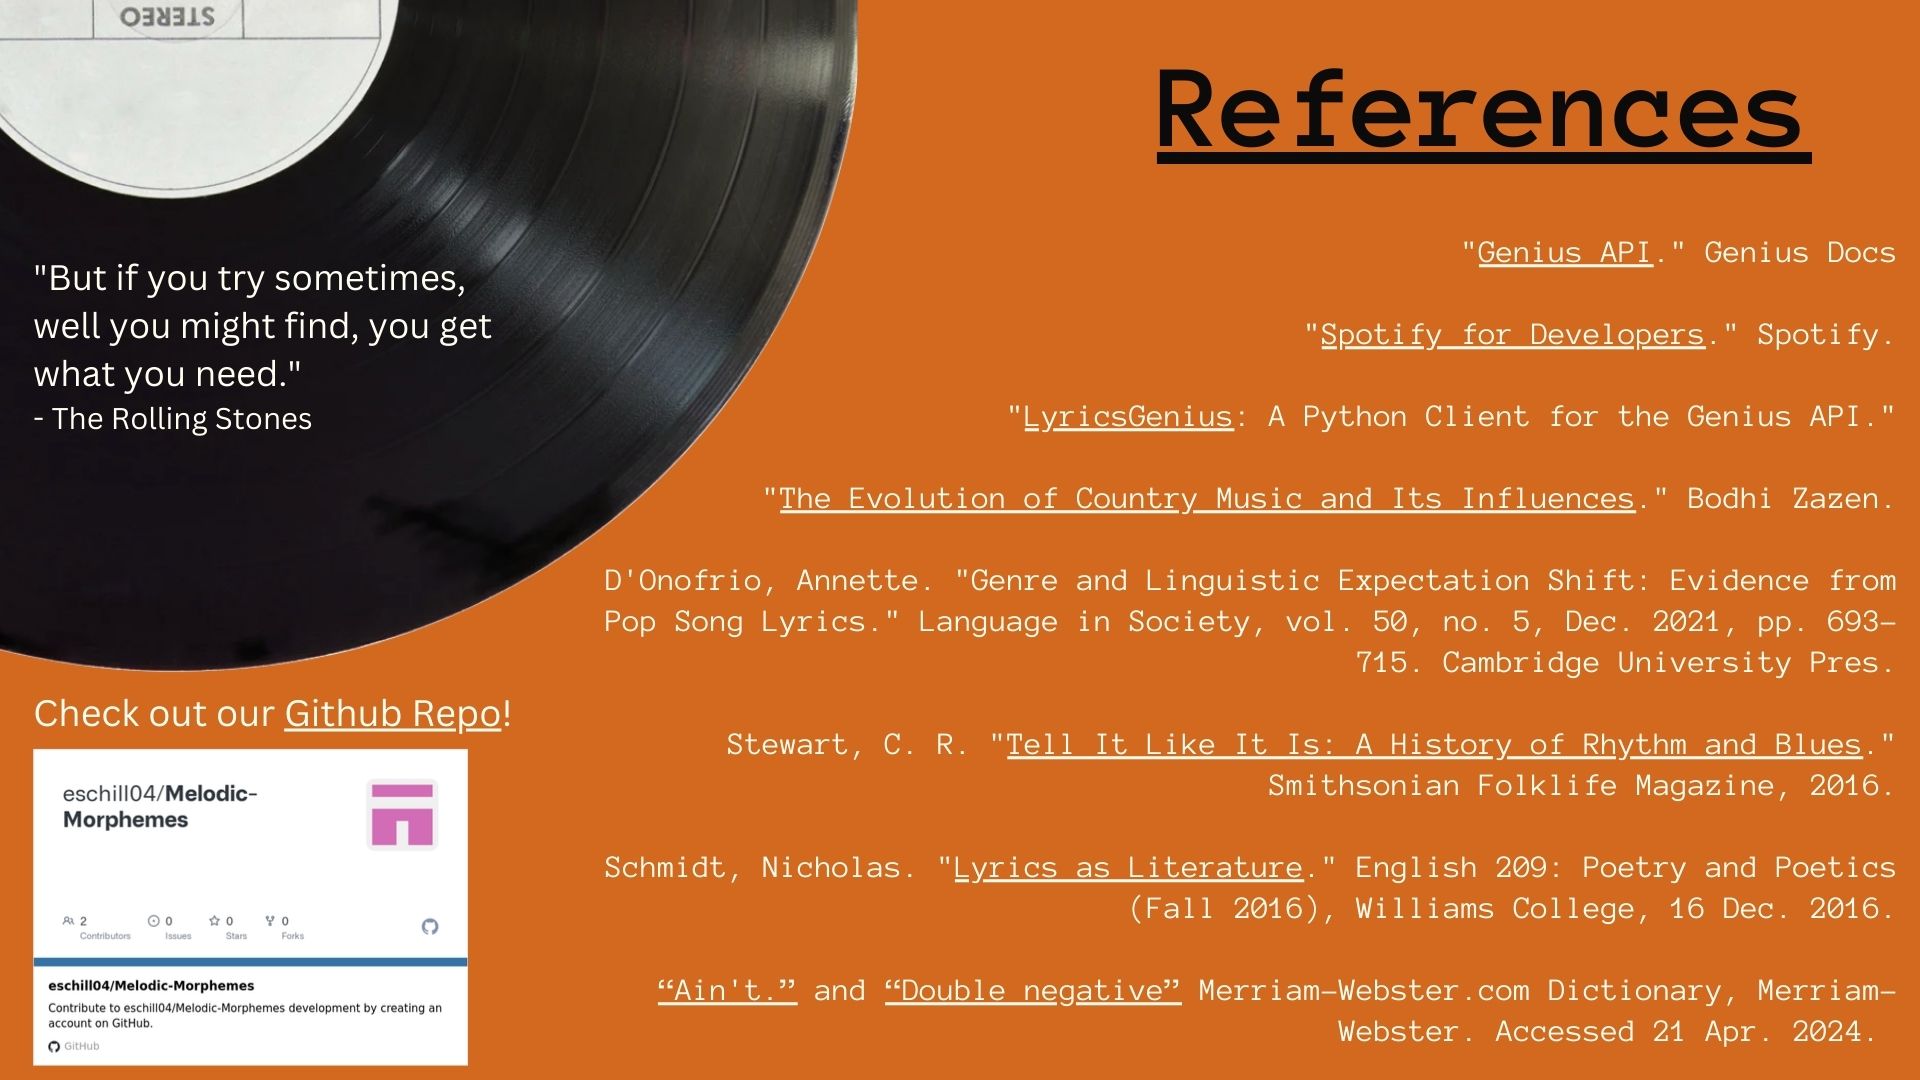 STEREO
References
"But if you try sometimes,
well you might find, you get
what you need."
- The Rolling Stones
"Genius API." Genius Docs
"Spotify for Developers." Spotify.
"LyricsGenius: A Python Client for the Genius API."
"The Evolution of Country Music and Its Influences." Bodhi Zazen.
D'Onofrio, Annette. "Genre and Linguistic Expectation Shift: Evidence from
Pop Song Lyrics." Language in Society, vol. 50, no. 5, Dec. 2021, pp. 693–
715. Cambridge University Pres.
Stewart, C. R. "Tell It Like It Is: A History of Rhythm and Blues."
Smithsonian Folklife Magazine, 2016.
Schmidt, Nicholas. "Lyrics as Literature." English 209: Poetry and Poetics
(Fall 2016), Williams College, 16 Dec. 2016.
“Ain't.” and “Double negative” Merriam-Webster.com Dictionary, Merriam-
Webster. Accessed 21 Apr. 2024.
Check out our Github Repo!
eschill04/Melodic-
Morphemes
2 0 0 0
Contributors Issues Stars Forks
eschill04/Melodic-Morphemes
Contribute to eschill04/Melodic-Morphemes development by creating an
account on GitHub.
GitHub